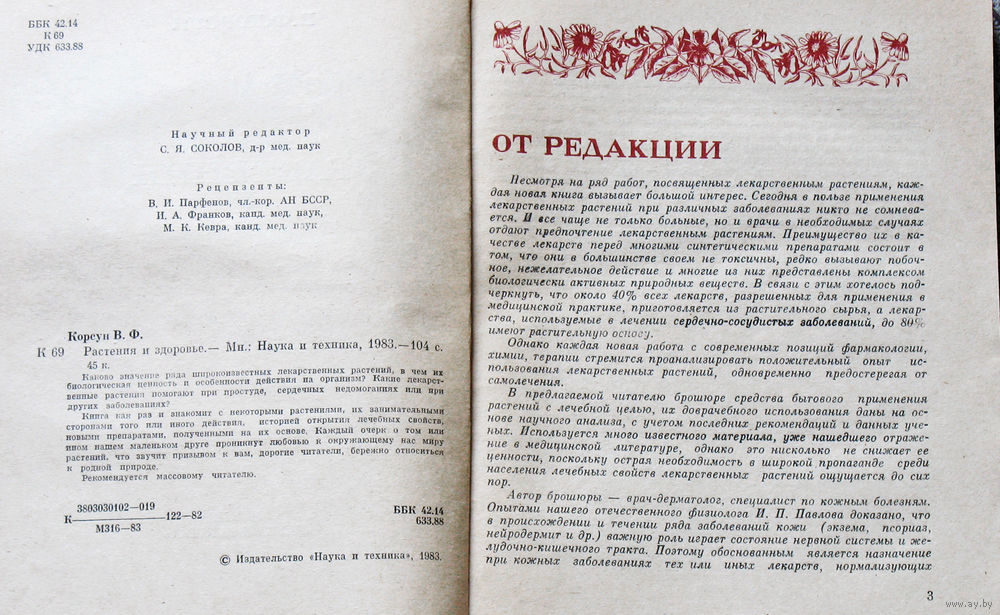 ББК 42.14
К 69
УДК 633.88
Научный редактор
С. Я. СОКОЛОВ, д-р мед. наук
Рецензенты:
В. И. Парфенов, чл.-кор. АН БССР,
И. А. Франков, канд. мед. наук,
М. К. Кевра, канд. мед. наук
Корсун В. Ф.
К 69 Растения и здоровье.— Мн.: Наука и техника, 1983.—104 с.
45 к.
Каково значение ряда широкоизвестных лекарственных растений, в чем их
биологическая ценность и особенности действия на организм? Какие лекарст-
венные растения помогают при простуде, сердечных недомоганиях или при
других заболеваниях?
Книга как раз и знакомит с некоторыми растениями, их занимательными
сторонами того или иного действия, историей открытия лечебных свойств,
новыми препаратами, полученными на их основе. Каждый очерк о том или
ином нашем маленьком друге проникнут любовью к окружающему нас миру
растений, что звучит призывом к вам, дорогие читатели, бережно относиться
к родной природе.
Рекомендуется массовому читателю.
3803030102—019
К———122—82
М316—83
ББК 42.14
633.88
© Издательство «Наука и техника», 1983.
ОТ РЕДАКЦИИ
Несмотря на ряд работ, посвященных лекарственным растениям, каж-
дая новая книга вызывает большой интерес. Сегодня в пользе применения
лекарственных растений при различных заболеваниях никто не сомнева-
ется. И все чаще не только больные, но и врачи в необходимых случаях
отдают предпочтение лекарственным растениям. Преимущество их в ка-
честве лекарств перед многими синтетическими препаратами состоит в
том, что они в большинстве своем не токсичны, редко вызывают побоч-
ное, нежелательное действие и многие из них представлены комплексом
биологически активных природных веществ. В связи с этим хотелось под-
черкнуть, что около 40% всех лекарств, разрешенных для применения в
медицинской практике, приготовляется из растительного сырья, а лекар-
ства, используемые в лечении сердечно-сосудистых заболеваний, до 80%
имеют растительную основу.
Однако каждая новая работа с современных позиций фармакологии,
химии, терапии стремится проанализировать положительный опыт ис-
пользования лекарственных растений, одновременно предостерегая от
самолечения.
В предлагаемой читателю брошюре средства бытового применения
растений с лечебной целью, их доврачебного использования даны на ос-
нове научного анализа, с учетом последних рекомендаций и данных уче-
ных. Используется много известного материала, уже нашедшего отраже-
ние в медицинской литературе, однако это нисколько не снижает ее
ценности, поскольку острая необходимость в широкой пропаганде среди
населения лечебных свойств лекарственных растений ощущается до сих
пор.
Автор брошюры — врач-дерматолог, специалист по кожным болезням.
Опытами нашего отечественного физиолога И. П. Павлова доказано, что
в происхождении и течении ряда заболеваний кожи (экзема, псориаз,
нейродермит и др.) важную роль играет состояние нервной системы и же-
лудочно-кишечного тракта. Поэтому обоснованным является назначение
при кожных заболеваниях тех или иных лекарств, нормализующих
3
www.ay.by